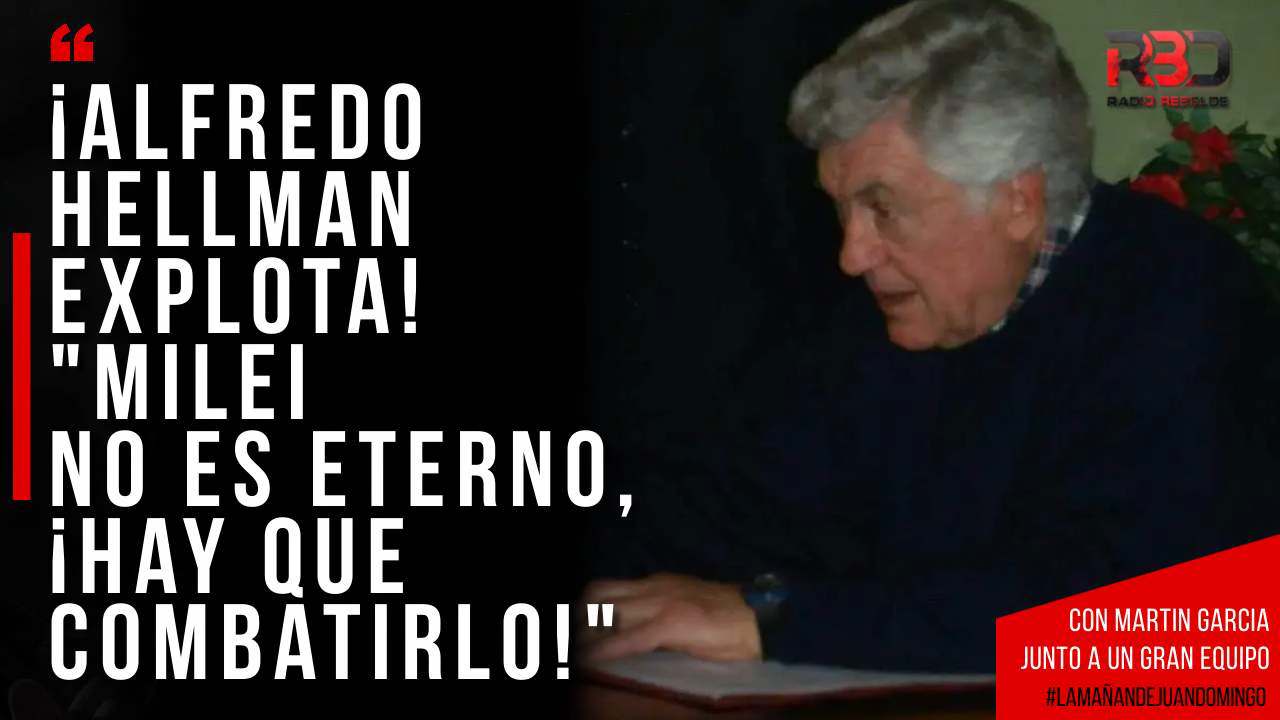 “
¡ALFREDO
HELLMAN
EXPLOTA!
"MILEI
NO ES ETERNO,
¡HAY QUE
COMBATIRLO!"
RBD
RADIO REBELDE
CON MARTIN GARCIA
JUNTO A UN GRAN EQUIPO
#LAMAÑANDEJUANDOMINGO